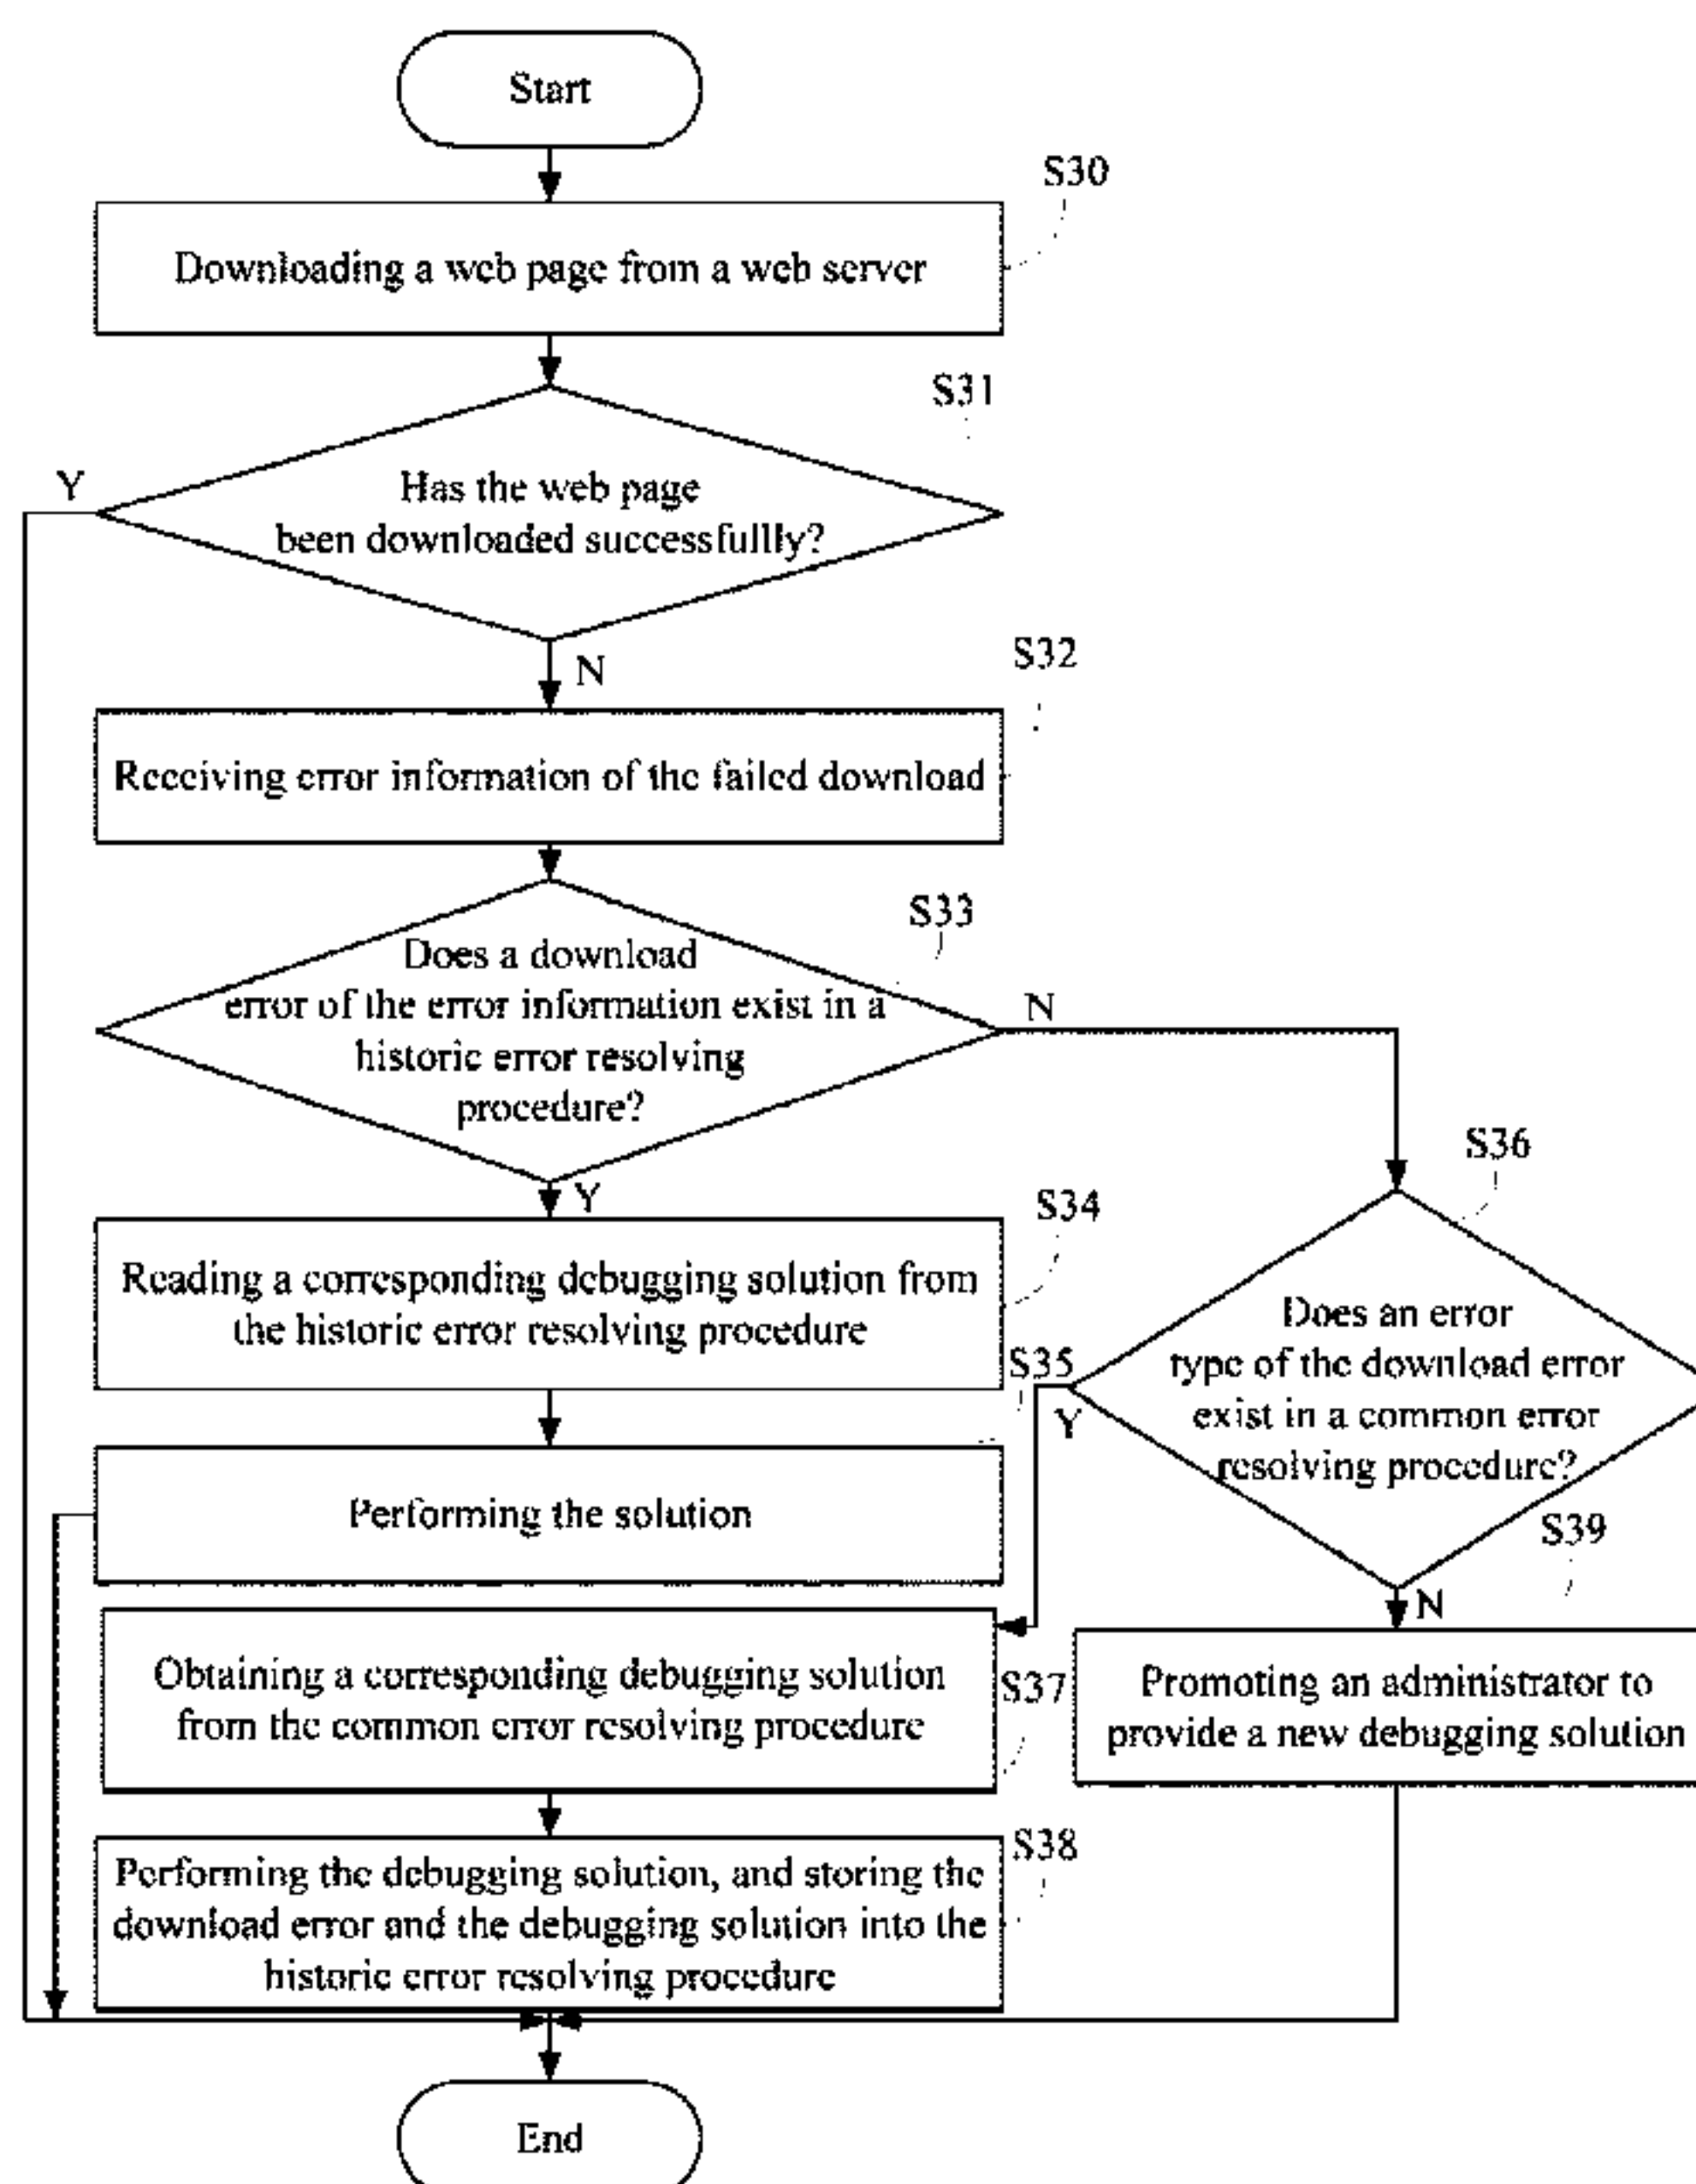 Start
S30
Downloading a web page from a web server
S31
Y
Has the web page
been downloaded successfullly?
N
S32
Receiving error information of the failed download
S33
Does a download
error of the error information exist in a
historic error resolving
procedure?
N
Y
S34
Reading a corresponding debugging solution from
the historic error resolving procedure
S35
Performing the solution
S36
Does an error
type of the download error
exist in a common error
resolving procedure?
Y
N
S39
Promoting an administrator to
provide a new debugging solution
Obtaining a corresponding debugging solution
from the common error resolving procedure
S37
S38
Performing the debugging solution, and storing the
download error and the debugging solution into the
historic error resolving procedure
End